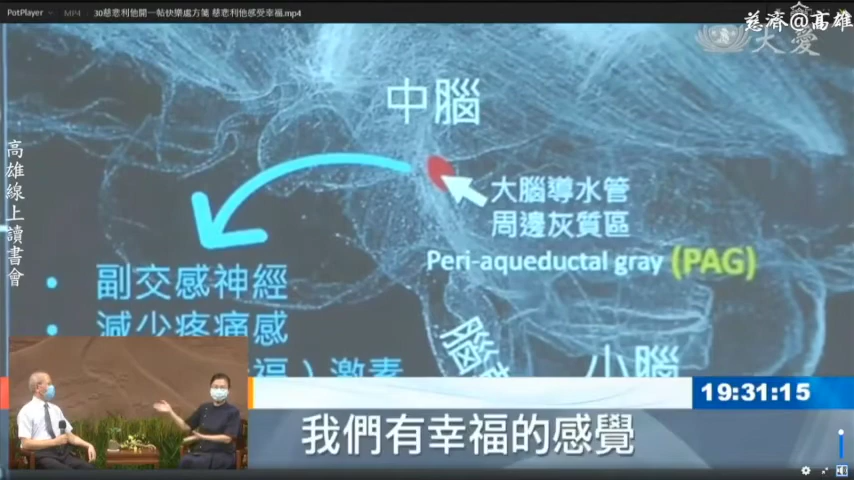 PotPlayer
MP4
30慈悲利他開一帖快樂處方箋 慈悲利他感受幸福.mp4
慈濟@高雄
大愛
高雄線上讀書會
中腦
大腦導水管
周邊灰質區
Peri-aqueductal gray (PAG)
• 副交感神經
• 減少疼痛感
福）激素
小腦
19:31:15
我們有幸福的感覺